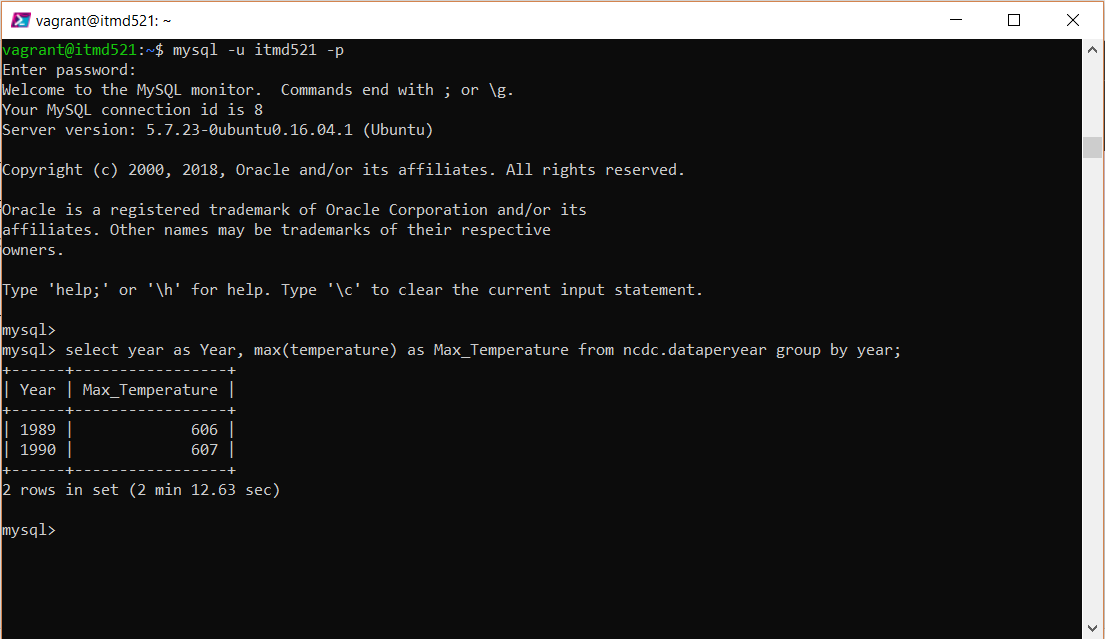 vagrant@itmd521: ~
vagrant@itmd521:~$ mysql -u itmd521 -p
Enter password:
Welcome to the MySQL monitor.  Commands end with ; or \g.
Your MySQL connection id is 8
Server version: 5.7.23-0ubuntu0.16.04.1 (Ubuntu)
Copyright (c) 2000, 2018, Oracle and/or its affiliates. All rights reserved.
Oracle is a registered trademark of Oracle Corporation and/or its
affiliates. Other names may be trademarks of their respective
owners.
Type 'help;' or '\h' for help. Type '\c' to clear the current input statement.
mysql>
mysql> select year as Year, max(temperature) as Max_Temperature from ncdc.dataperyear group by year;
+------+-----------------+
| Year | Max_Temperature |
+------+-----------------+
| 1989 |             606 |
| 1990 |             607 |
+------+-----------------+
2 rows in set (2 min 12.63 sec)
mysql>